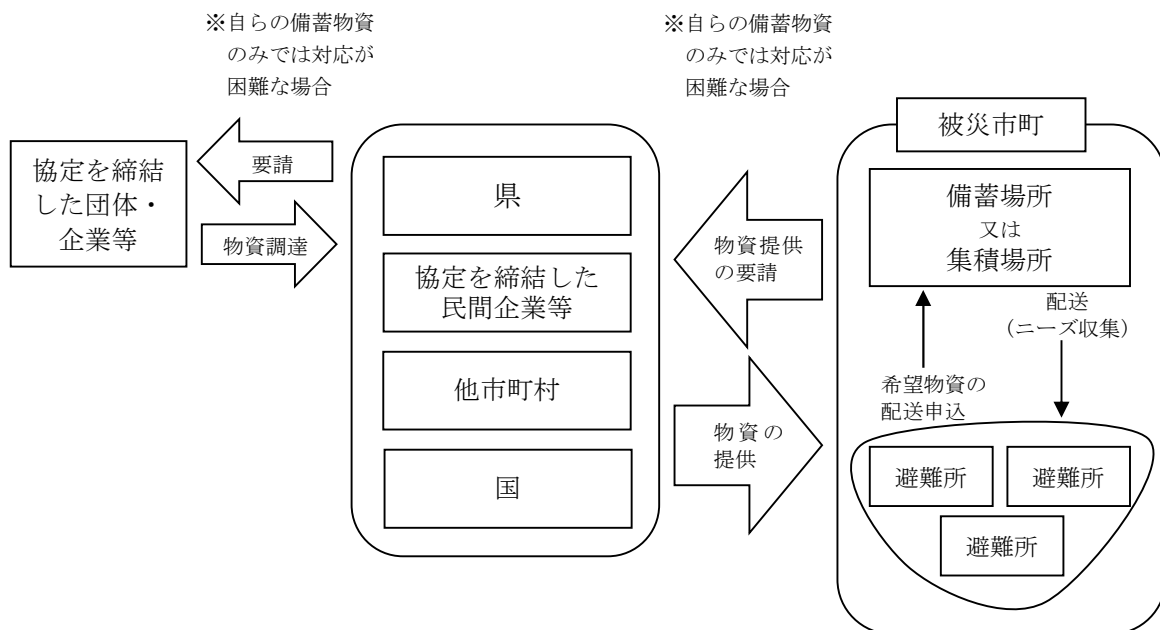 ※自らの備蓄物資
のみでは対応が
困難な場合
※自らの備蓄物資
のみでは対応が
困難な場合
協定を締結
した団体・
企業等
要請
物資調達
県
協定を締結した
民間企業等
他市町村
国
物資提供
の要請
物資の
提供
被災市町
備蓄場所
又は
集積場所
配送
（ニーズ収集）
希望物資の
配送申込
避難所
避難所
避難所